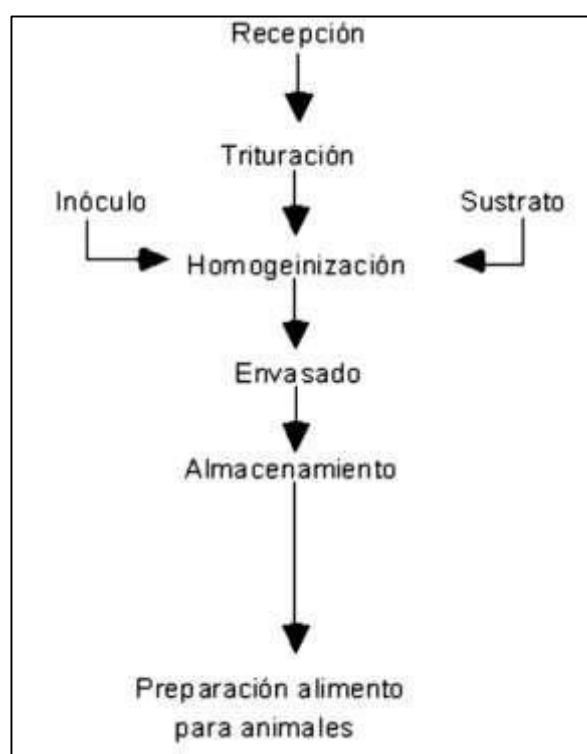 Recepción
Trituración
Inóculo
Sustrato
Homogeinización
Envasado
Almacenamiento
Preparación alimento
para animales